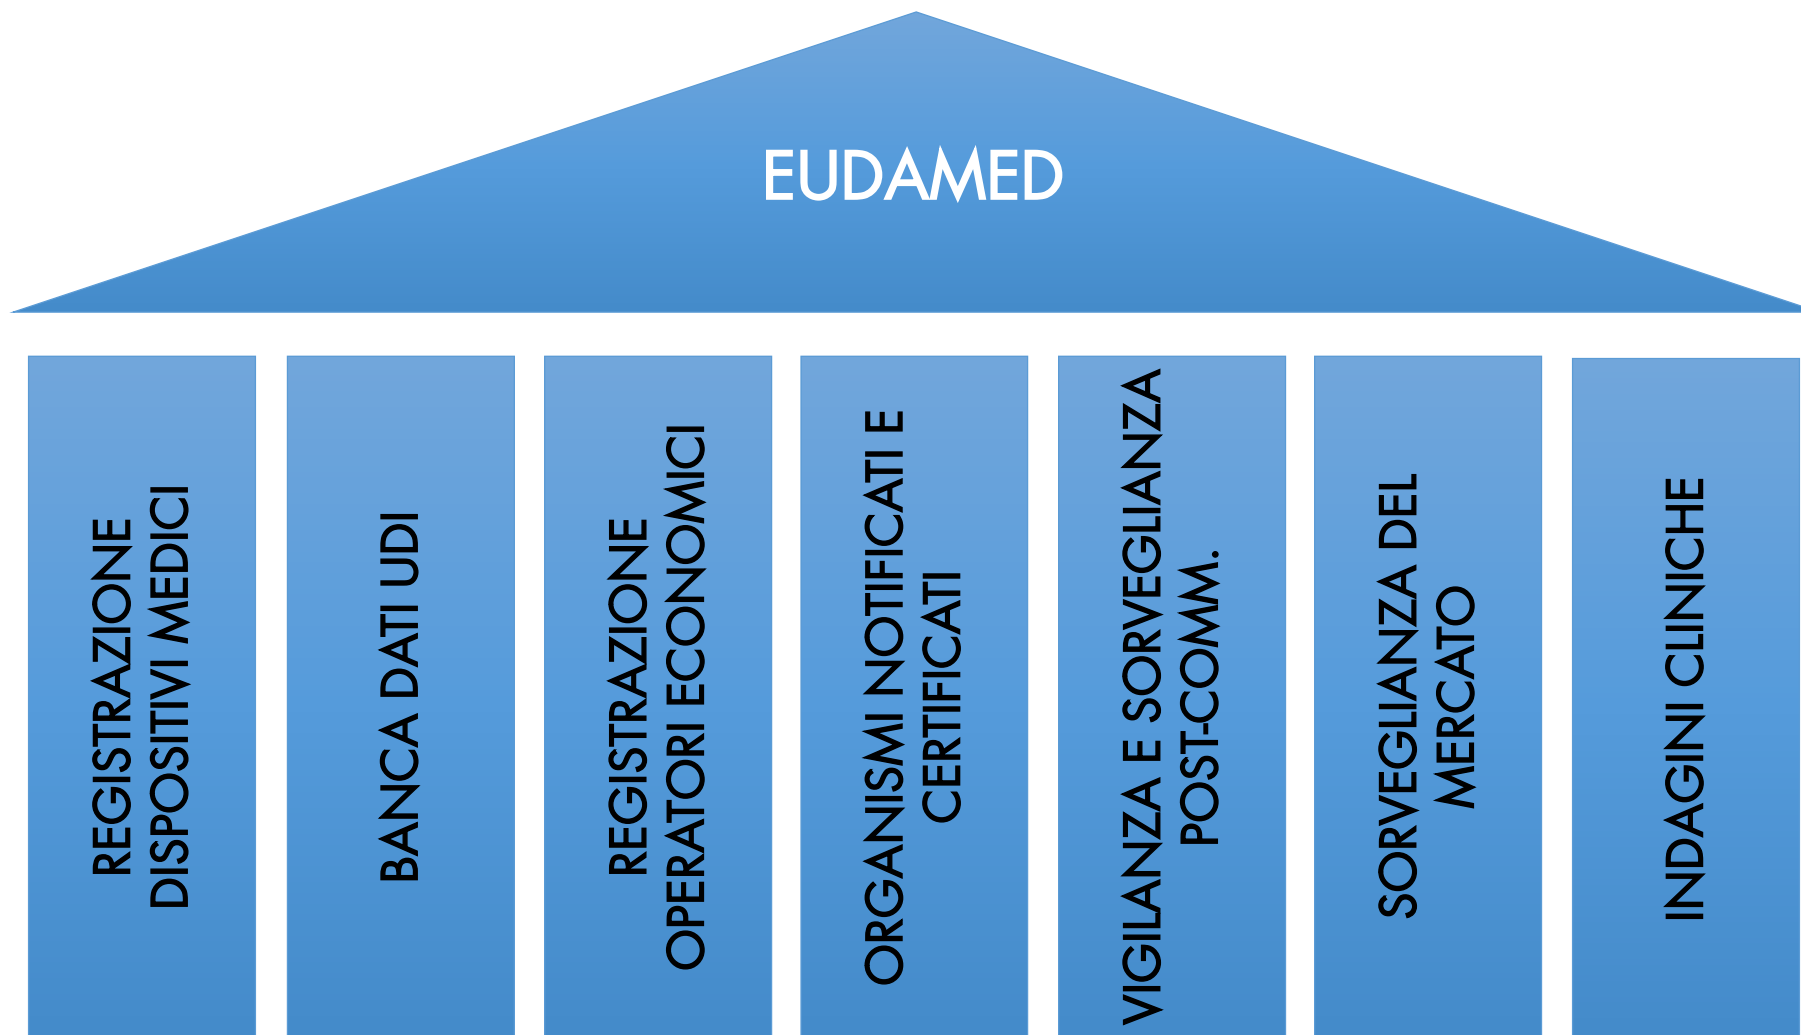 EUDAMED
REGISTRAZIONE
DISPOSITIVI MEDICI
BANCA DATI UDI
REGISTRAZIONE
OPERATORI ECONOMICI
ORGANISMI NOTIFICATI E
CERTIFICATI
VIGILANZA E SORVEGLIANZA
POST-COMM.
SORVEGLIANZA DEL
MERCATO
INDAGINI CLINICHE